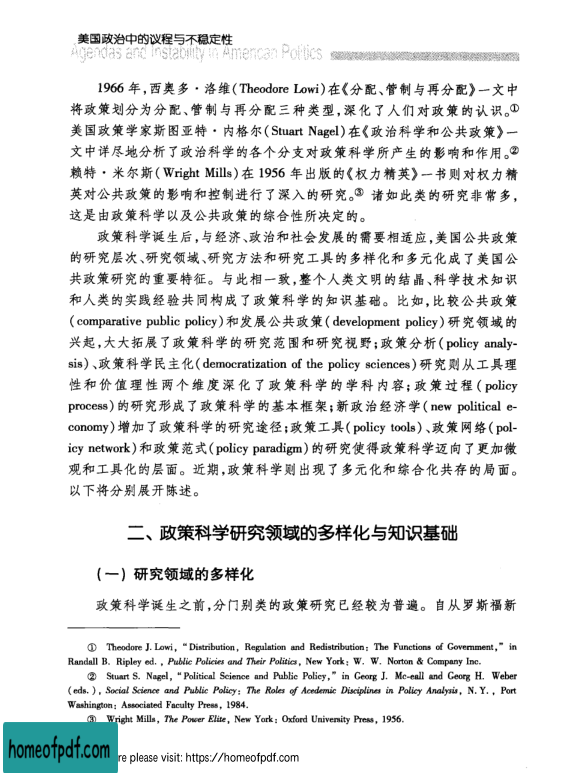 美国政治中的议程与不稳定性
Agendas and Instability in American Politics
1966 年,西奥多·洛维(Theodore Lowi)在《分配、管制与再分配》一文中
将政策划分为分配、管制与再分配三种类型,深化了人们对政策的认识。①
美国政策学家斯图亚特·内格尔(Stuart Nagel)在《政治科学和公共政策》一
文中详尽地分析了政治科学的各个分支对政策科学所产生的影响和作用。②
赖特·米尔斯(Wright Mills)在 1956 年出版的《权力精英》一书则对权力精
英对公共政策的影响和控制进行了深入的研究。③ 诸如此类的研究非常多,
这是由政策科学以及公共政策的综合性所决定的。
政策科学诞生后,与经济、政治和社会发展的需要相适应,美国公共政策
的研究层次、研究领域、研究方法和研究工具的多样化和多元化成了美国公
共政策研究的重要特征。与此相一致,整个人类文明的结晶、科学技术知识
和人类的实践经验共同构成了政策科学的知识基础。比如,比较公共政策
(comparative public policy)和发展公共政策(development policy)研究领域的
兴起,大大拓展了政策科学的研究范围和研究视野;政策分析(policy analy-
sis)、政策科学民主化(democratization of the policy sciences)研究则从工具理
性和价值理性两个维度深化了政策科学的学科内容;政策过程(policy
process)的研究形成了政策科学的基本框架;新政治经济学(new political e-
conomy)增加了政策科学的研究途径;政策工具(policy tools)、政策网络(pol-
icy network)和政策范式(policy paradigm)的研究使得政策科学迈向了更加微
观和工具化的层面。近期,政策科学则出现了多元化和综合化共存的局面。
以下将分别展开陈述。
二、政策科学研究领域的多样化与知识基础
(一) 研究领域的多样化
政策科学诞生之前,分门别类的政策研究已经较为普遍。自从罗斯福新
① Theodore J. Lowi, “Distribution, Regulation and Redistribution: The Functions of Government,” in
Randall B. Ripley ed. , Public Policies and Their Politics, New York: W. W. Norton & Company Inc.
② Stuart S. Nagel, “Political Science and Public Policy,” in Georg J. Mc-eall and Georg H. Weber
(eds. ), Social Science and Public Policy: The Roles of Acedemic Disciplines in Policy Analysis, N. Y. , Port
Washington: Associated Faculty Press, 1984.
③ Wright Mills, The Power Elite, New York: Oxford University Press, 1956.
homeofpdf.com
re please visit: https://homeofpdf.com